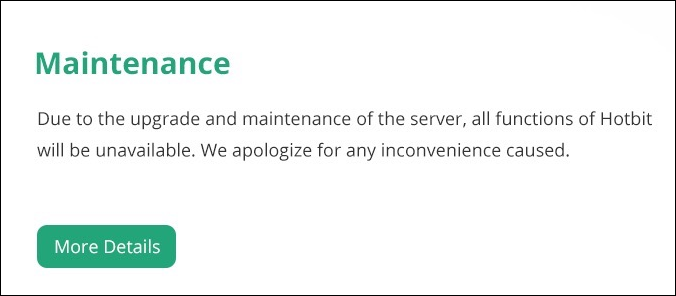 Maintenance
Due to the upgrade and maintenance of the server, all functions of Hotbit
will be unavailable. We apologize for any inconvenience caused.
More Details